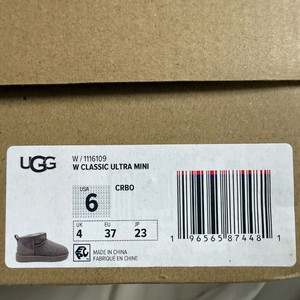 UGG
W / 1116109
W CLASSIC ULTRA MINI
USA
6
CRBO
UK
4
EU
37
JP
23
MADE IN CHINA
FABRIQUÉ EN CHINE
1 96565 87448 1